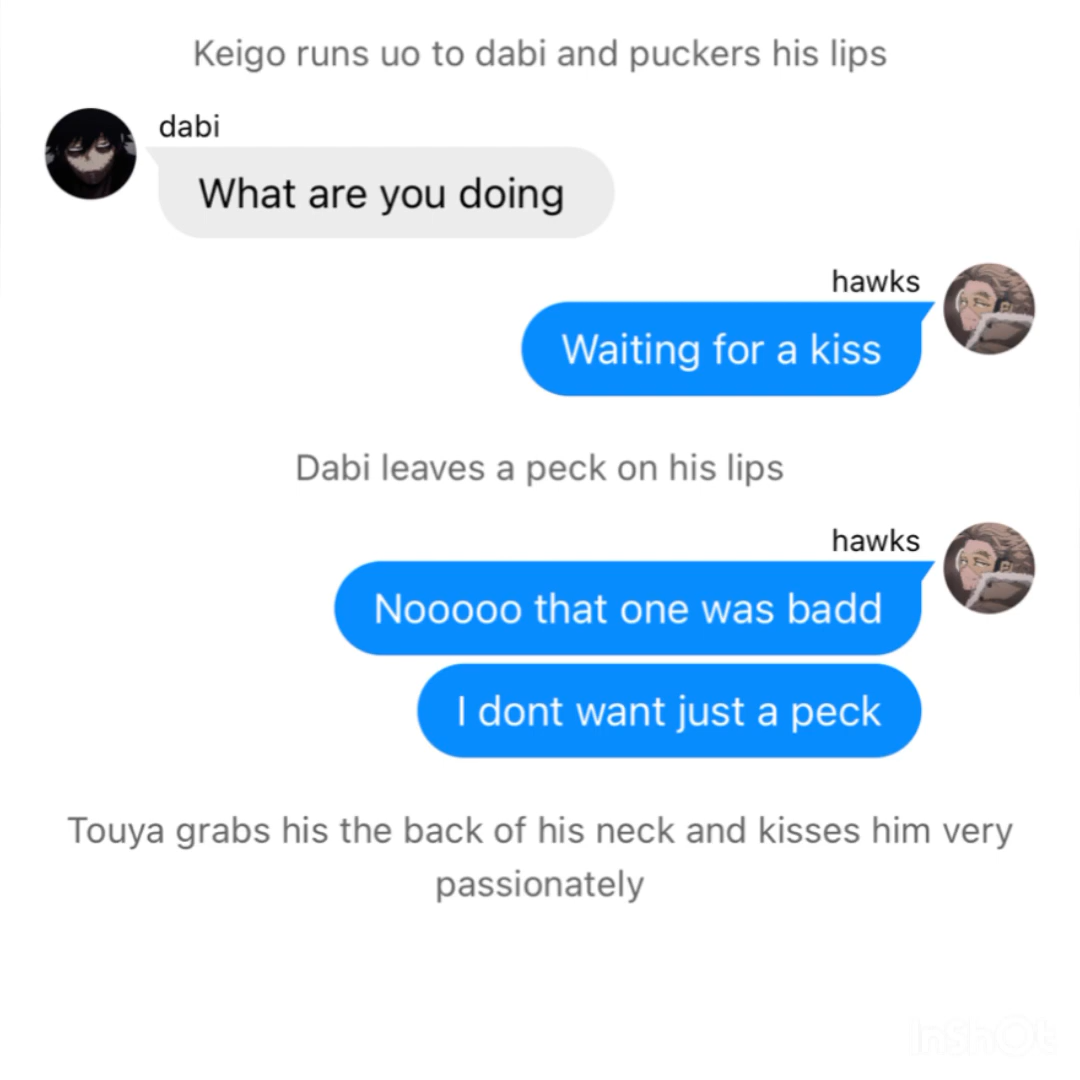 Keigo runs uo to dabi and puckers his lips
dabi
What are you doing
hawks
Waiting for a kiss
Dabi leaves a peck on his lips
hawks
Nooooo that one was badd
I dont want just a peck
Touya grabs his the back of his neck and kisses him very
passionately
InShOt